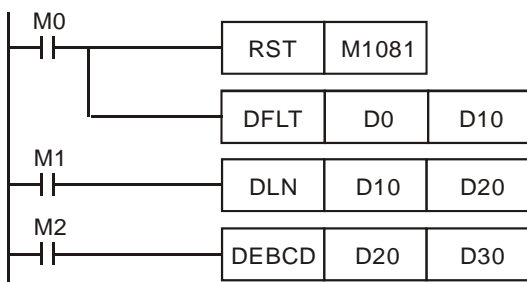 M0
RST M1081
DFLT D0 D10
M1
DLN D10 D20
M2
DEBCD D20 D30